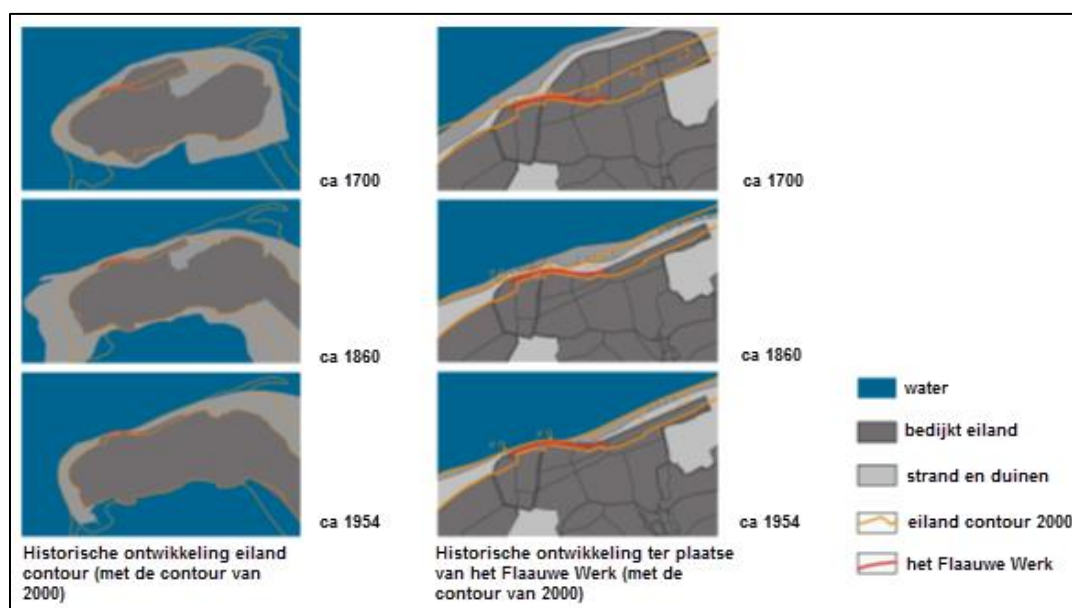 ca 1700
ca 1700
ca 1860
ca 1860
ca 1954
ca 1954
Historische ontwikkeling eiland
contour (met de contour van
2000)
Historische ontwikkeling ter plaatse
van het Flaauwe Werk (met de
contour van 2000)
water
bedijkt eiland
strand en duinen
eiland contour 2000
het Flaauwe Werk